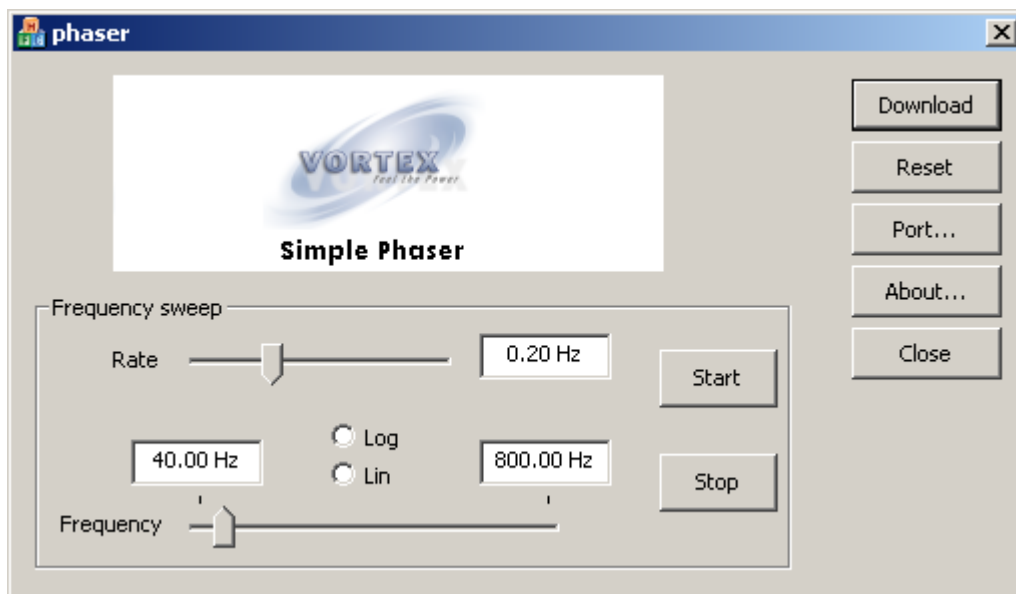 phaser
VORTEX
Feel the Power
Simple Phaser
Download
Reset
Port...
About...
Close
Frequency sweep
Rate
0.20 Hz
Start
Log
40.00 Hz
800.00 Hz
Lin
Stop
Frequency